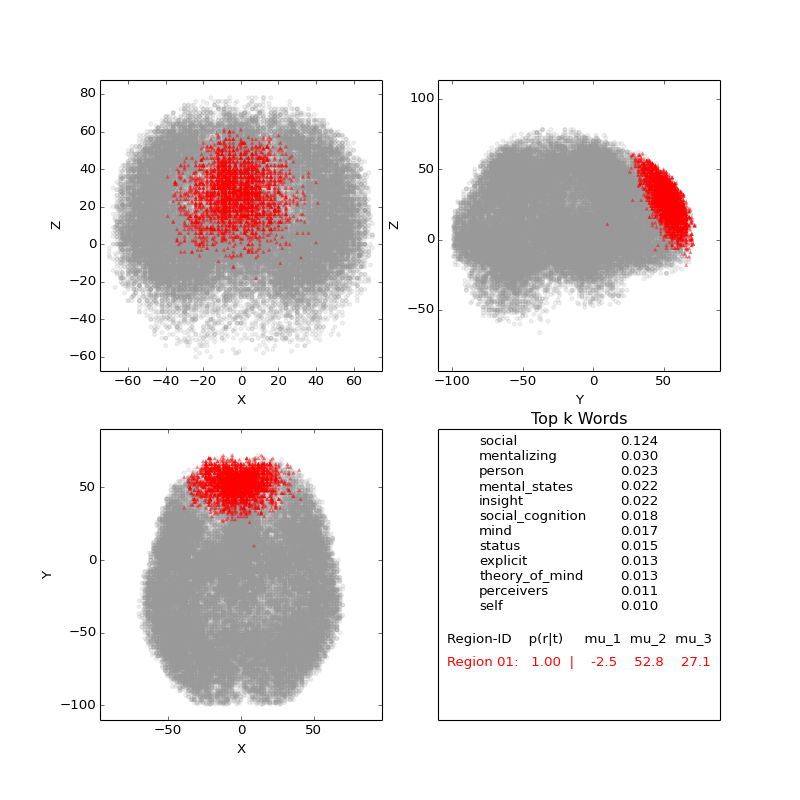 80
60
40
20
0
−20
−40
−60
Z
−60 −40 −20 0 20 40 60
X
100
50
0
−50
Z
−100 −50 0 50
Y
50
0
−50
−100
Y
−50 0 50
X
Top k Words
social 0.124
mentalizing 0.030
person 0.023
mental_states 0.022
insight 0.022
social_cognition 0.018
mind 0.017
status 0.015
explicit 0.013
theory_of_mind 0.013
perceivers 0.011
self 0.010
Region-ID p(r|t) mu_1 mu_2 mu_3
Region 01: 1.00 | -2.5 52.8 27.1